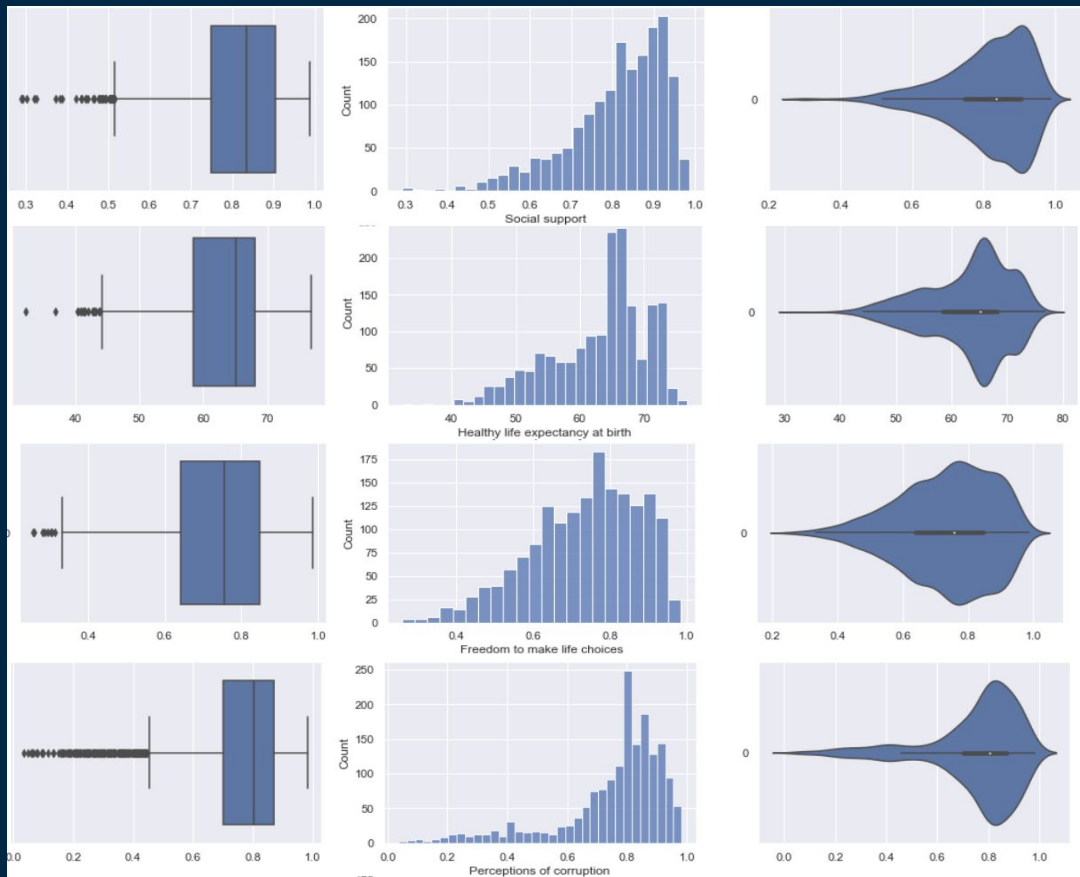 0.3 0.4 0.5 0.6 0.7 0.8 0.9 1.0
200
150
100
50
0
Count
0.3 0.4 0.5 0.6 0.7 0.8 0.9 1.0
Social support
0
0.2 0.4 0.6 0.8 1.0
40 50 60 70
200
150
100
50
0
Count
40 50 60 70
Healthy life expectancy at birth
0
30 40 50 60 70 80
0.4 0.6 0.8 1.0
175
150
125
100
75
50
25
0
Count
0.4 0.6 0.8 1.0
Freedom to make life choices
0
0.2 0.4 0.6 0.8 1.0
0.0 0.2 0.4 0.6 0.8 1.0
250
200
150
100
50
0
Count
0.0 0.2 0.4 0.6 0.8 1.0
Perceptions of corruption
0
0.0 0.2 0.4 0.6 0.8 1.0